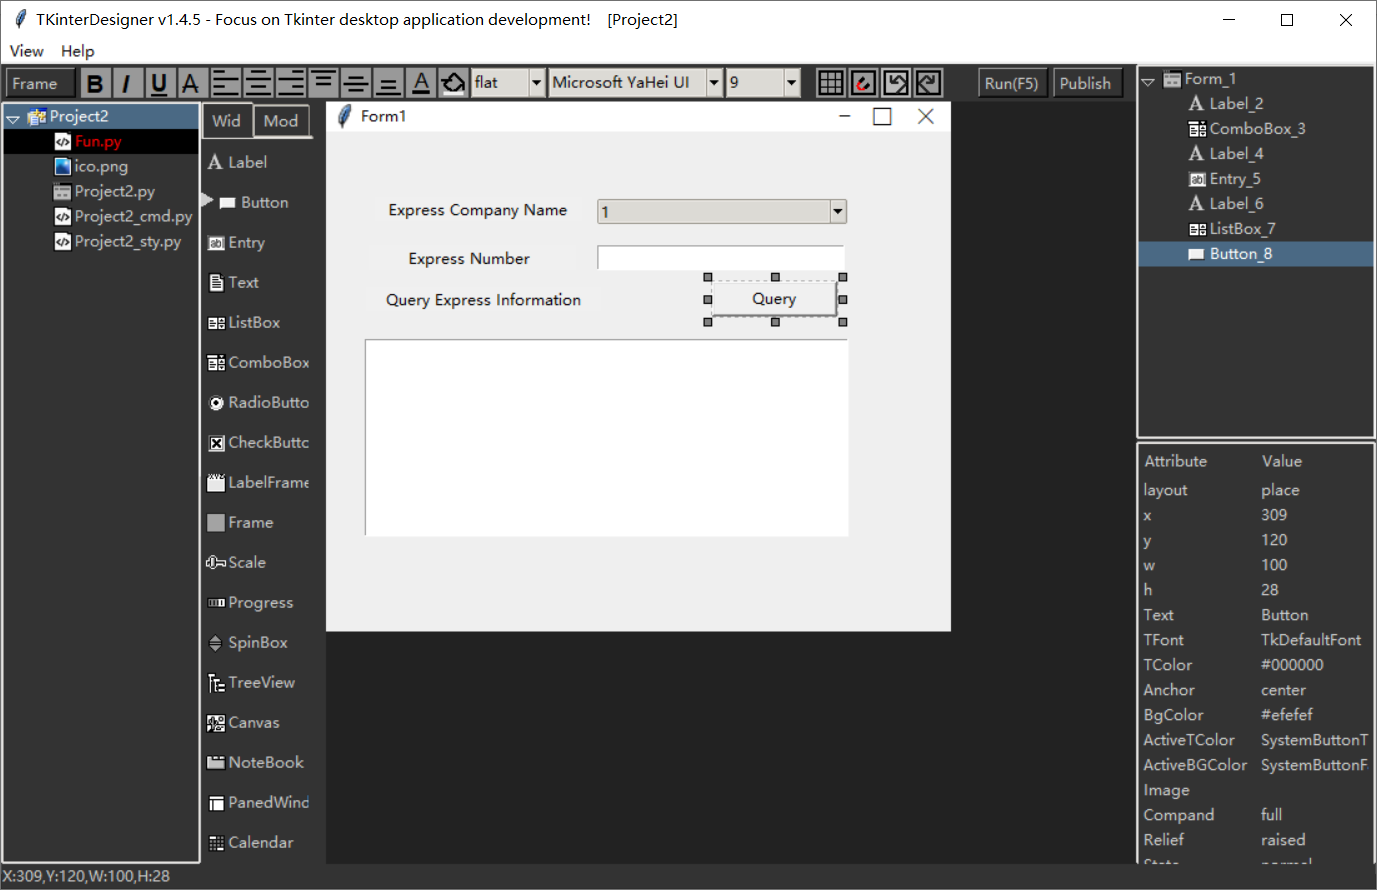 TKinterDesigner v1.4.5 - Focus on Tkinter desktop application development! [Project2]
View Help
Frame B I U A A flat Microsoft YaHei UI 9 Run(F5) Publish
Project2
Fun.py
ico.png
Project2.py
Project2_cmd.py
Project2_sty.py
Wid Mod
Label
Button
Entry
Text
ListBox
ComboBox
RadioButto
CheckButtc
LabelFrame
Frame
Scale
Progress
SpinBox
TreeView
Canvas
NoteBook
PanedWind
Calendar
Form1
Express Company Name 1
Express Number
Query Express Information Query
Form_1
Label_2
ComboBox_3
Label_4
Entry_5
Label_6
ListBox_7
Button_8
Attribute Value
layout place
x 309
y 120
w 100
h 28
Text Button
TFont TkDefaultFont
TColor #000000
Anchor center
BgColor #efefef
ActiveTColor SystemButtonT
ActiveBGColor SystemButtonF
Image
Compand full
Relief raised
X:309,Y:120,W:100,H:28